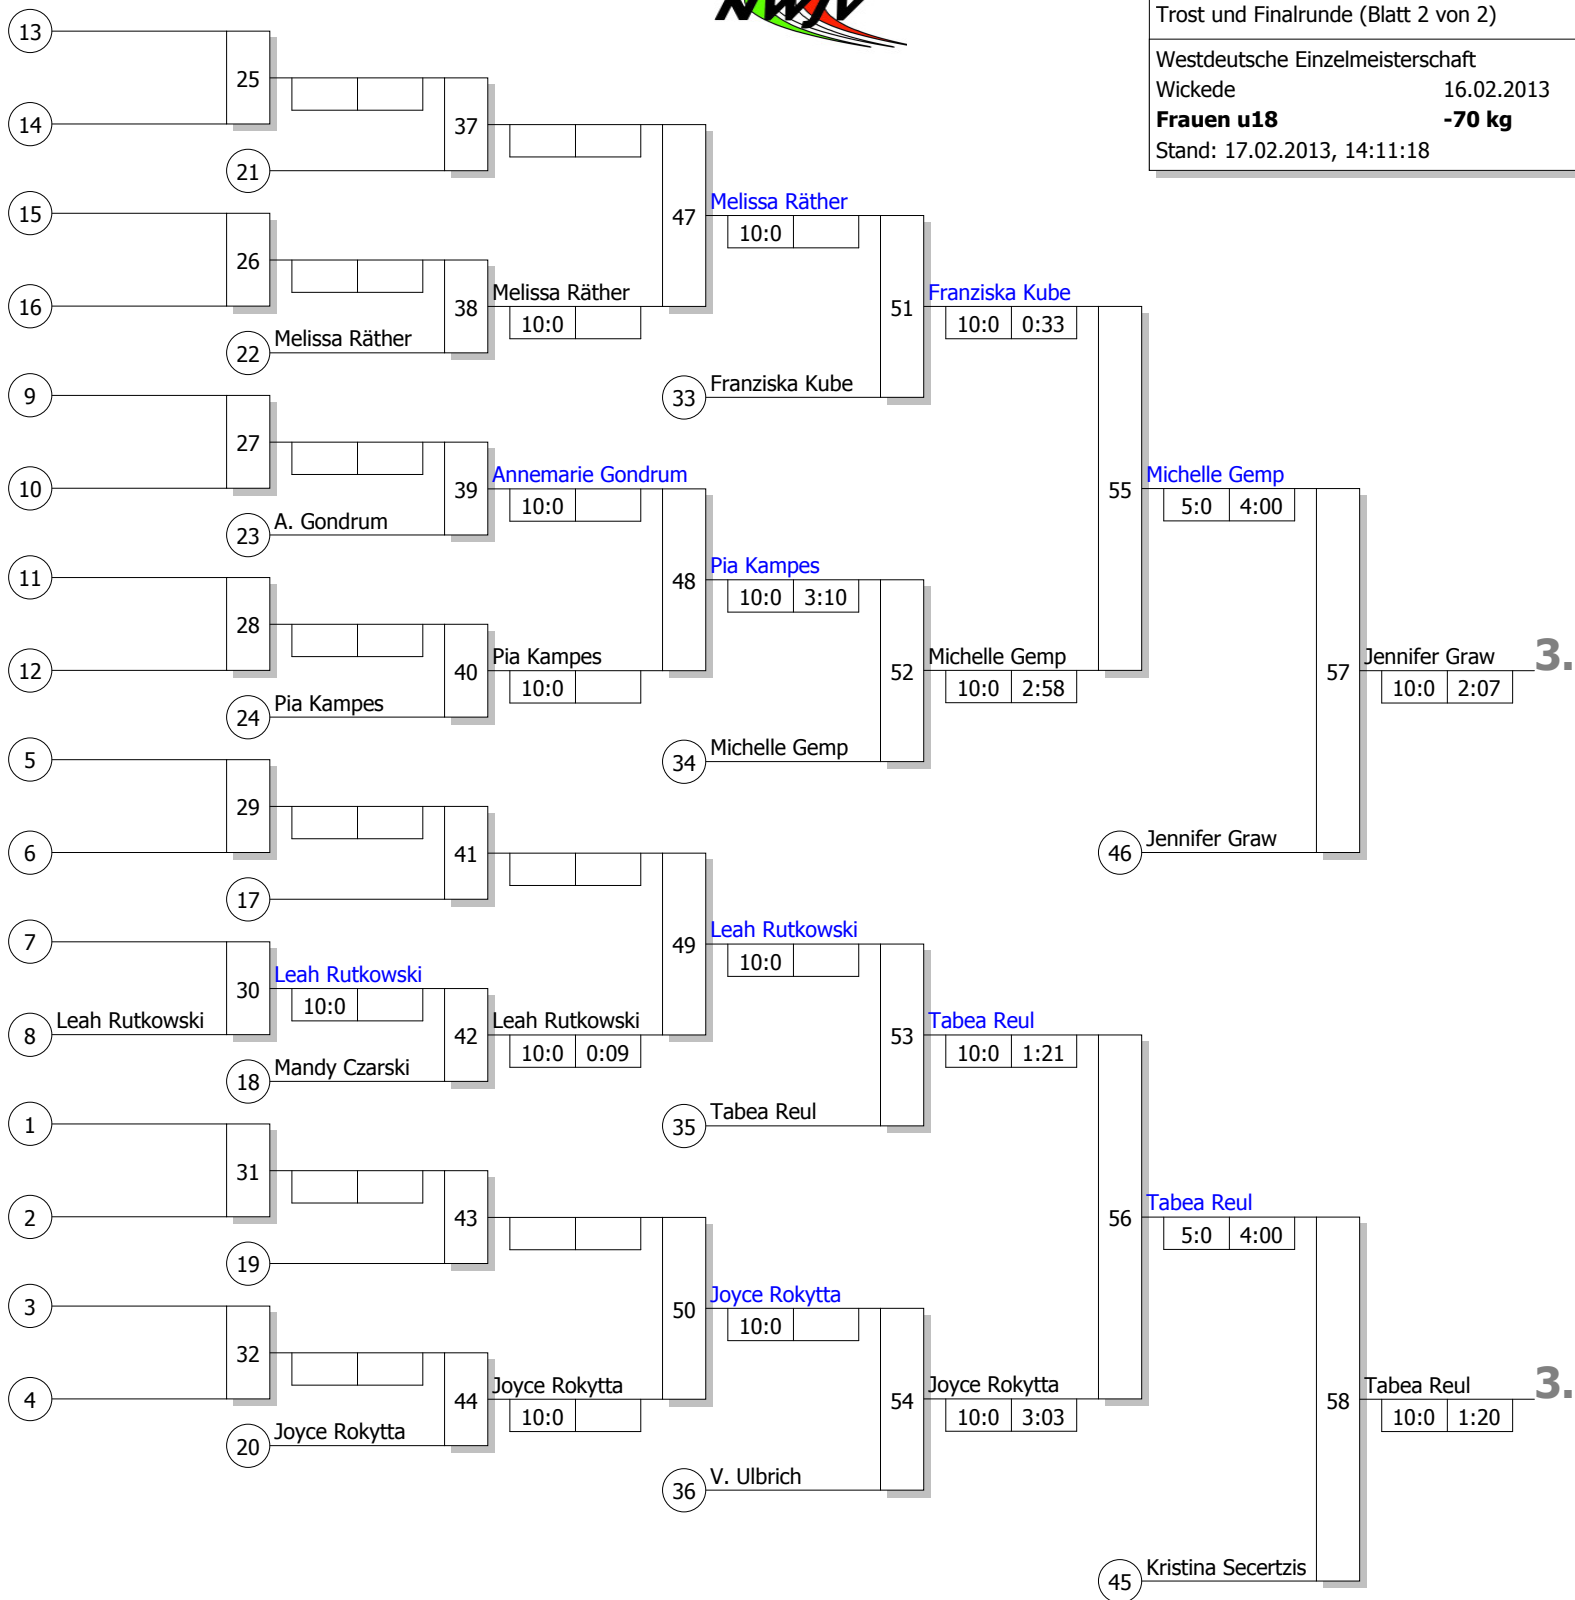 NWJV
Trost und Finalrunde (Blatt 2 von 2)
Westdeutsche Einzelmeisterschaft
Wickede 16.02.2013
Frauen u18 -70 kg
Stand: 17.02.2013, 14:11:18
13
25
14
37
21
15
47
Melissa Räther
10:0
26
16
38
Melissa Räther
10:0
22
Melissa Räther
51
Franziska Kube
10:0 0:33
33
Franziska Kube
9
27
10
39
Annemarie Gondrum
10:0
23
A. Gondrum
55
Michelle Gemp
5:0 4:00
11
48
Pia Kampes
10:0 3:10
28
12
40
Pia Kampes
10:0
24
Pia Kampes
52
Michelle Gemp
10:0 2:58
34
Michelle Gemp
57
Jennifer Graw
10:0 2:07
3.
5
29
6
41
17
46
Jennifer Graw
7
49
Leah Rutkowski
10:0
30
Leah Rutkowski
10:0
8
Leah Rutkowski
42
Leah Rutkowski
10:0 0:09
18
Mandy Czarski
53
Tabea Reul
10:0 1:21
35
Tabea Reul
1
31
2
43
19
56
Tabea Reul
5:0 4:00
3
50
Joyce Rokytta
10:0
32
4
44
Joyce Rokytta
10:0
20
Joyce Rokytta
54
Joyce Rokytta
10:0 3:03
36
V. Ulbrich
58
Tabea Reul
10:0 1:20
3.
45
Kristina Secertzis